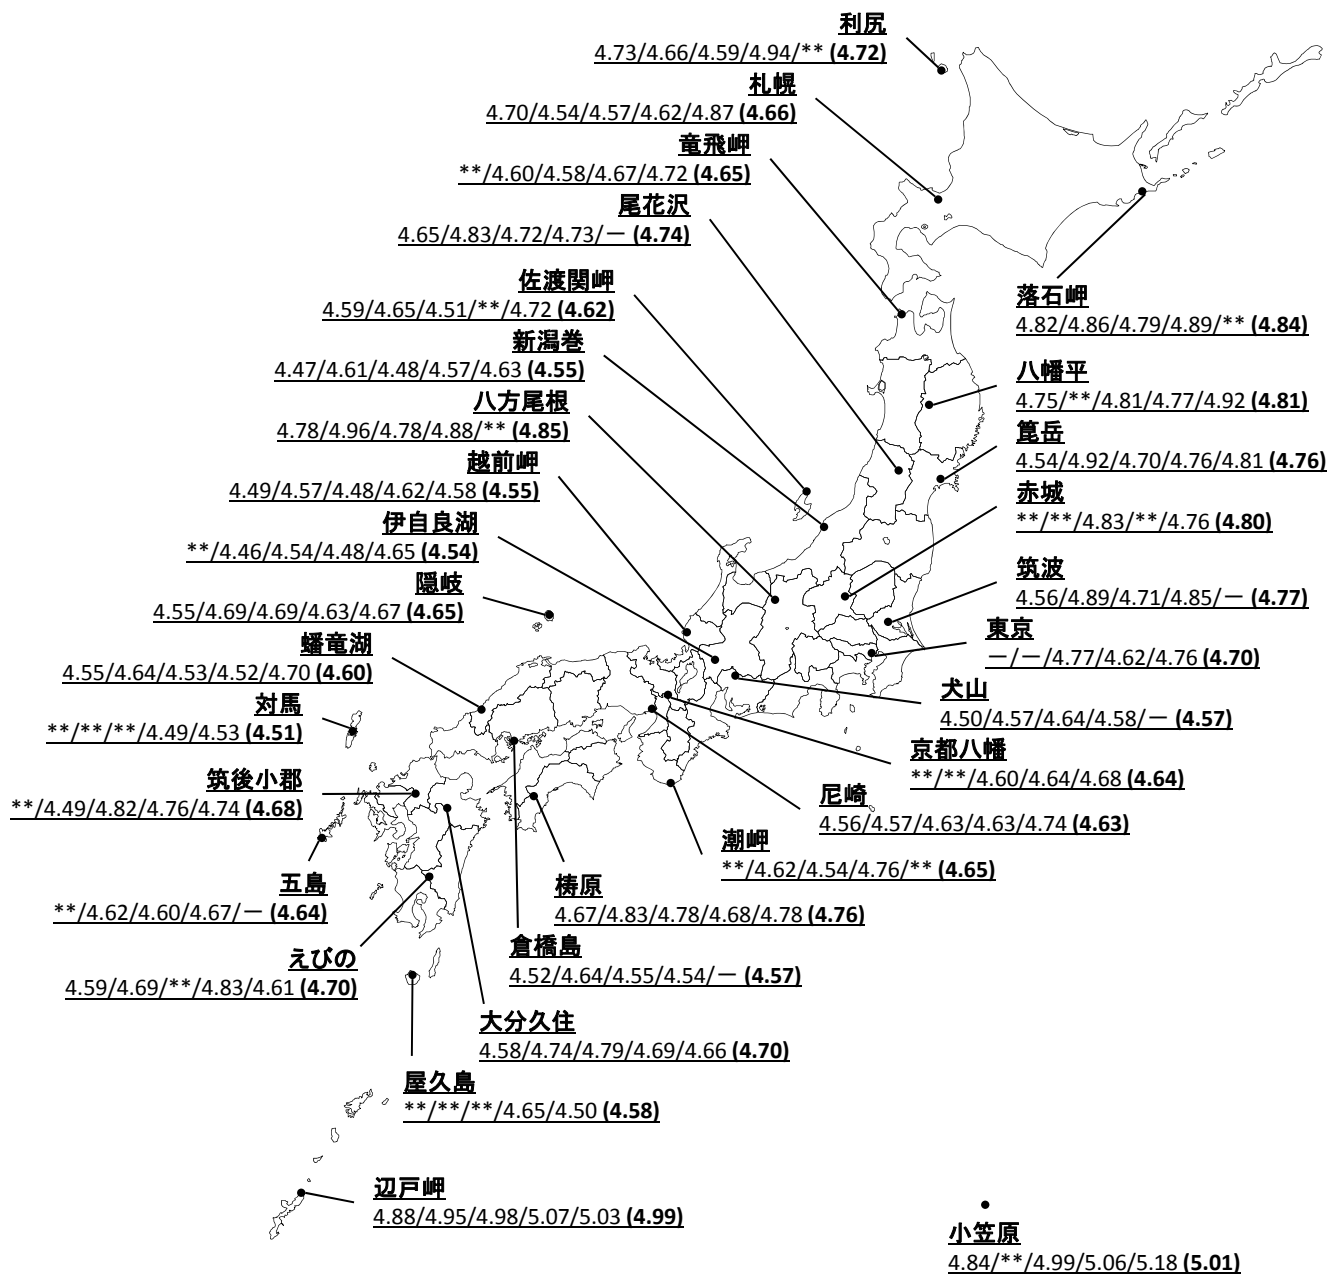 利尻
4.73/4.66/4.59/4.94/** (4.72)
札幌
4.70/4.54/4.57/4.62/4.87 (4.66)
竜飛岬
**/4.60/4.58/4.67/4.72 (4.65)
尾花沢
4.65/4.83/4.72/4.73/－ (4.74)
佐渡関岬
4.59/4.65/4.51/**/4.72 (4.62)
新潟巻
4.47/4.61/4.48/4.57/4.63 (4.55)
八方尾根
4.78/4.96/4.78/4.88/** (4.85)
越前岬
4.49/4.57/4.48/4.62/4.58 (4.55)
伊自良湖
**/4.46/4.54/4.48/4.65 (4.54)
隠岐
4.55/4.69/4.69/4.63/4.67 (4.65)
蟠竜湖
4.55/4.64/4.53/4.52/4.70 (4.60)
対馬
**/**/**/4.49/4.53 (4.51)
筑後小郡
**/4.49/4.82/4.76/4.74 (4.68)
五島
**/4.62/4.60/4.67/－ (4.64)
えびの
4.59/4.69/**/4.83/4.61 (4.70)
落石岬
4.82/4.86/4.79/4.89/** (4.84)
八幡平
4.75/**/4.81/4.77/4.92 (4.81)
箟岳
4.54/4.92/4.70/4.76/4.81 (4.76)
赤城
**/**/4.83/**/4.76 (4.80)
筑波
4.56/4.89/4.71/4.85/－ (4.77)
東京
－/－/4.77/4.62/4.76 (4.70)
犬山
4.50/4.57/4.64/4.58/－ (4.57)
京都八幡
**/**/4.60/4.64/4.68 (4.64)
尼崎
4.56/4.57/4.63/4.63/4.74 (4.63)
潮岬
**/4.62/4.54/4.76/** (4.65)
梼原
4.67/4.83/4.78/4.68/4.78 (4.76)
倉橋島
4.52/4.64/4.55/4.54/－ (4.57)
大分久住
4.58/4.74/4.79/4.69/4.66 (4.70)
屋久島
**/**/**/4.65/4.50 (4.58)
辺戸岬
4.88/4.95/4.98/5.07/5.03 (4.99)
小笠原
4.84/**/4.99/5.06/5.18 (5.01)